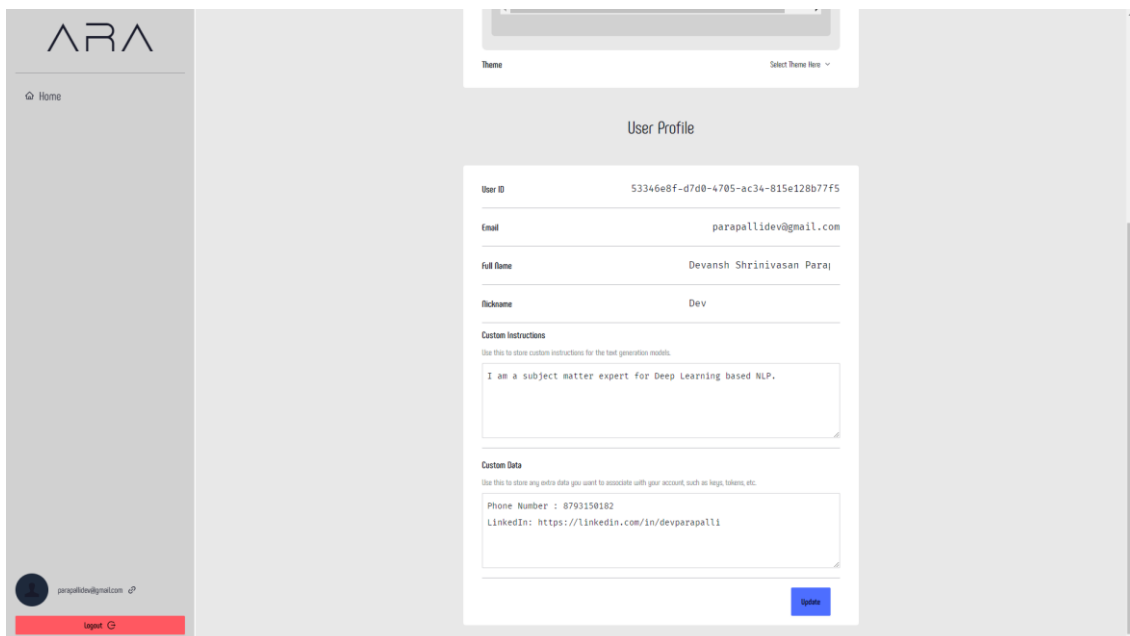 ARA
Home
Theme
Select Theme Here
User Profile
User ID
53346e8f-d7d0-4705-ac34-815e128b77f5
Email
parapallidev@gmail.com
Full Name
Devansh Shrinivasan Parap
Nickname
Dev
Custom Instructions
Use this to store custom instructions for the text generation models.
I am a subject matter expert for Deep Learning based NLP.
Custom Data
Use this to store any extra data you want to associate with your account, such as keys, tokens, etc.
Phone Number : 8793150182
LinkedIn: https://linkedin.com/in/devparapalli
Update
parapallidev@gmail.com
Logout